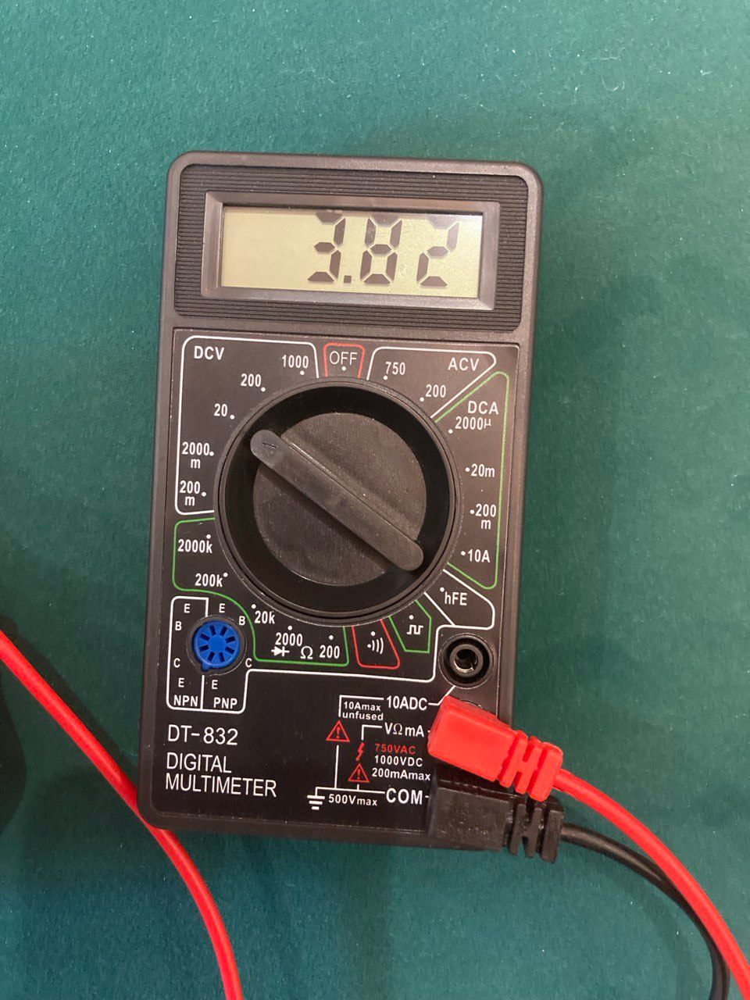 3.82
DCV
1000
OFF
750
ACV
200
200
DCA
20
2000µ
2000
m
20m
200
m
200
m
2000k
10A
200k
hFE
E
E
20k
B
B
2000
Ω
200
C
C
E
E
NPN
PNP
10Amax
unfused
10ADC
DT-832
VΩmA
750VAC
1000VDC
200mAmax
DIGITAL
MULTIMETER
500Vmax
COM